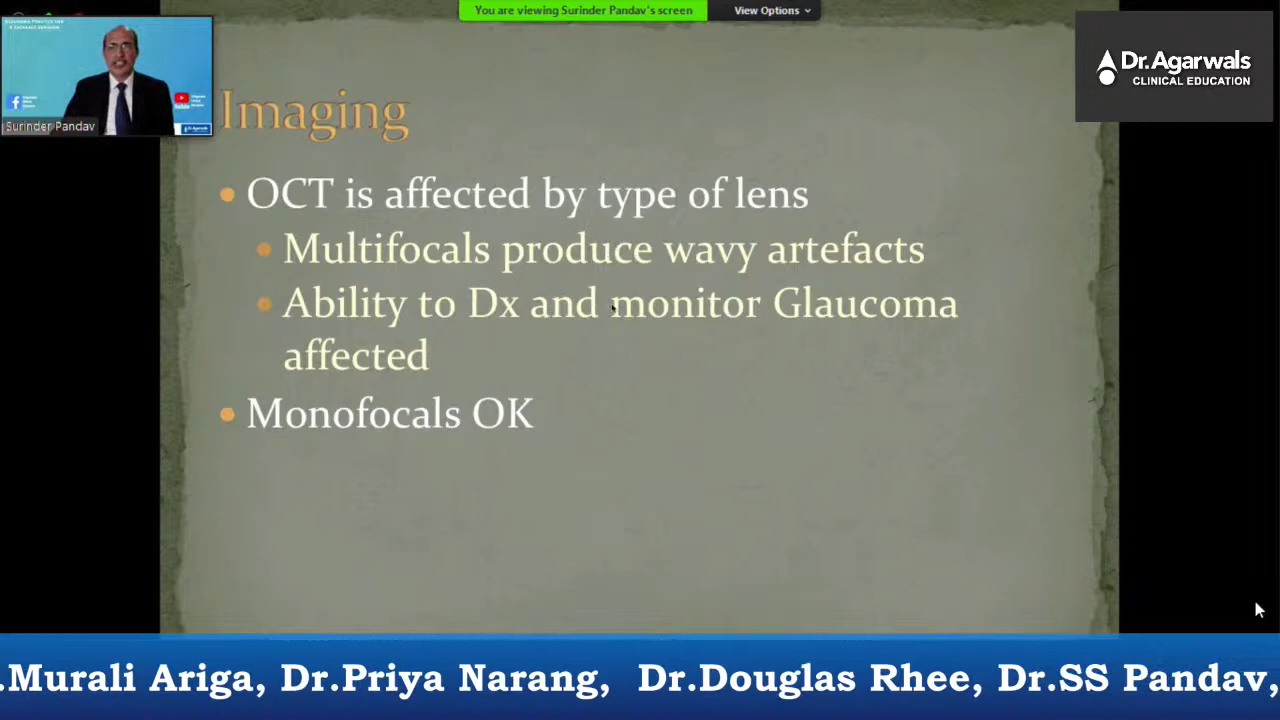 You are viewing Surinder Pandav's screen
View Options
Surinder Pandav
Dr.Agarwals
CLINICAL EDUCATION
Imaging
OCT is affected by type of lens
Multifocals produce wavy artefacts
Ability to Dx and monitor Glaucoma
affected
Monofocals OK
.Murali Ariga, Dr.Priya Narang, Dr.Douglas Rhee, Dr.SS Pandav,